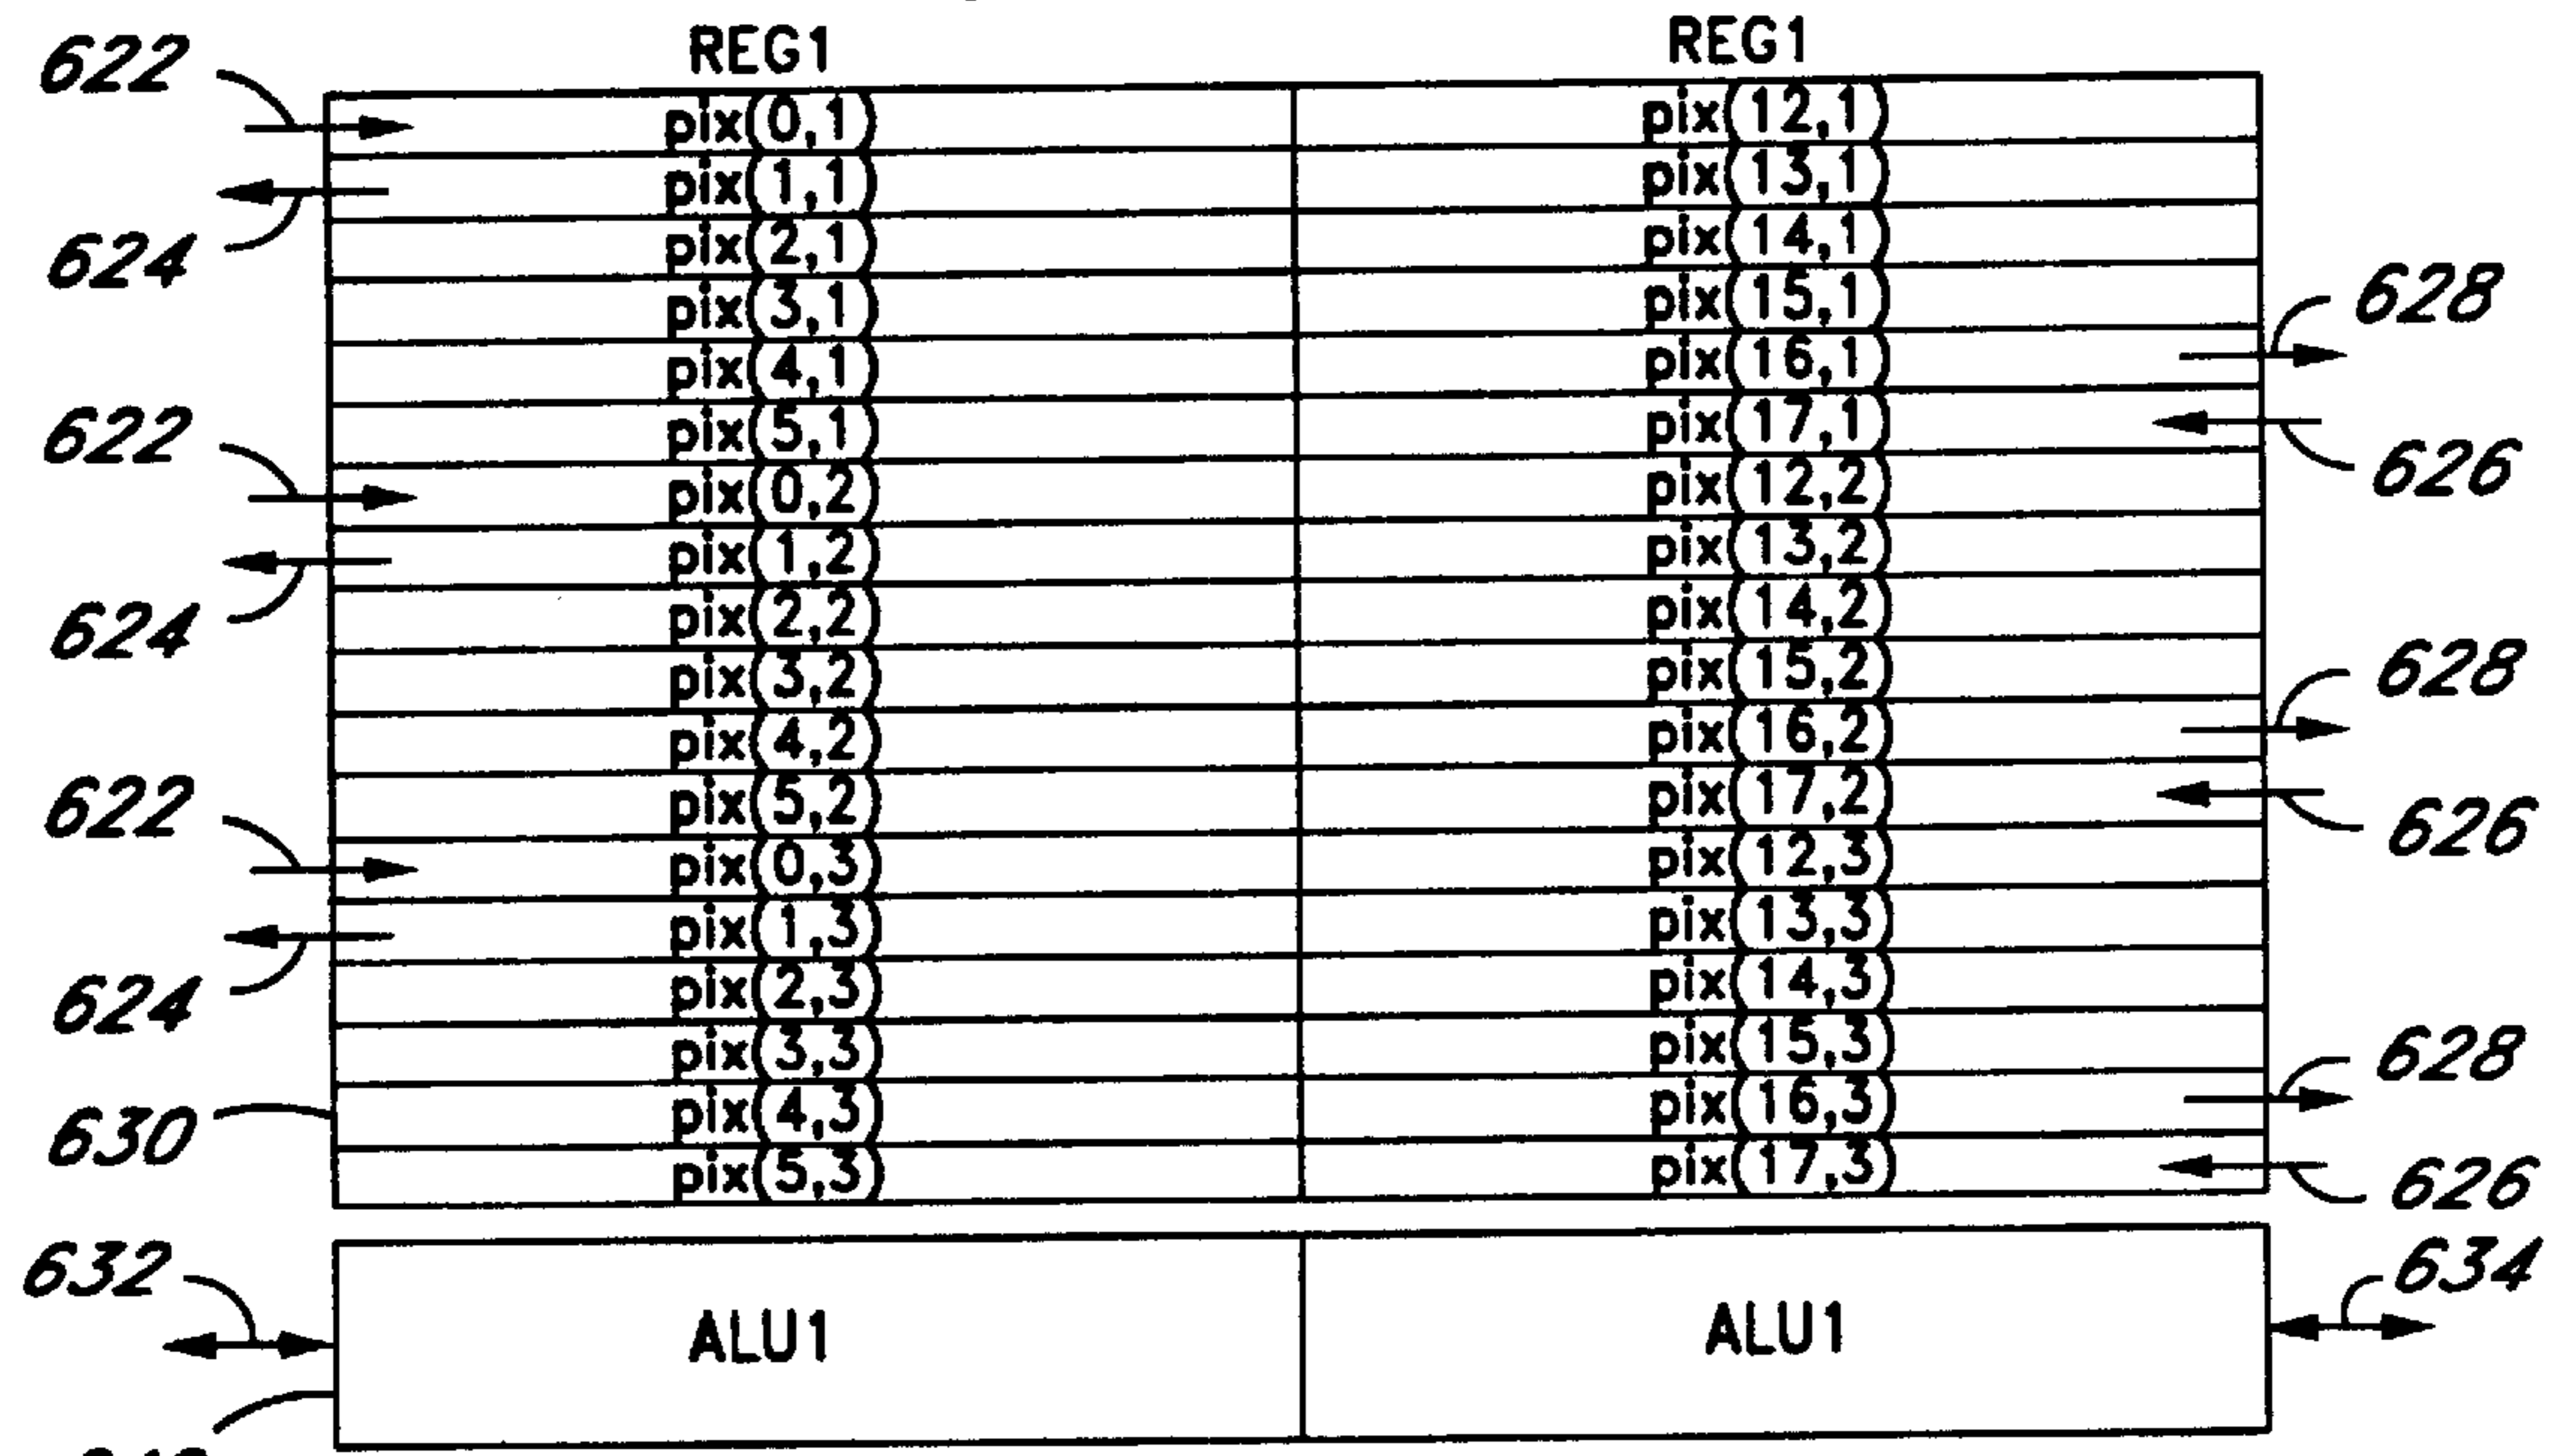 REG1 REG1
622 pix(0,1) pix(12,1)
pix(1,1) pix(13,1)
624 pix(2,1) pix(14,1)
pix(3,1) pix(15,1) 628
pix(4,1) pix(16,1)
622 pix(5,1) pix(17,1) 626
pix(0,2) pix(12,2)
pix(1,2) pix(13,2)
624 pix(2,2) pix(14,2)
pix(3,2) pix(15,2) 628
pix(4,2) pix(16,2)
622 pix(5,2) pix(17,2) 626
pix(0,3) pix(12,3)
pix(1,3) pix(13,3)
624 pix(2,3) pix(14,3)
pix(3,3) pix(15,3) 628
630 pix(4,3) pix(16,3)
pix(5,3) pix(17,3) 626
632 634
ALU1 ALU1